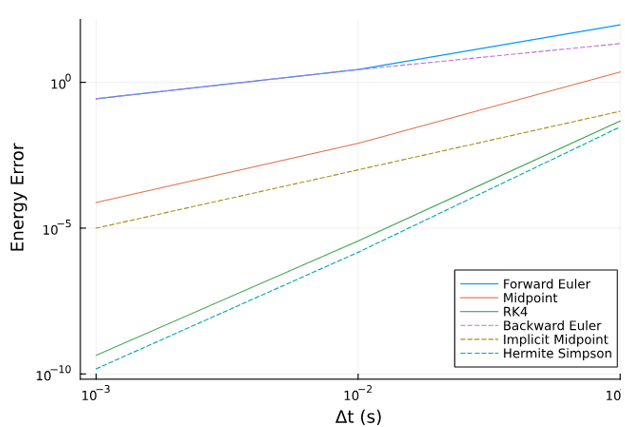 Energy Error
10⁰
10⁻⁵
10⁻¹⁰
10⁻³
10⁻²
Δt (s)
Forward Euler
Midpoint
RK4
Backward Euler
Implicit Midpoint
Hermite Simpson